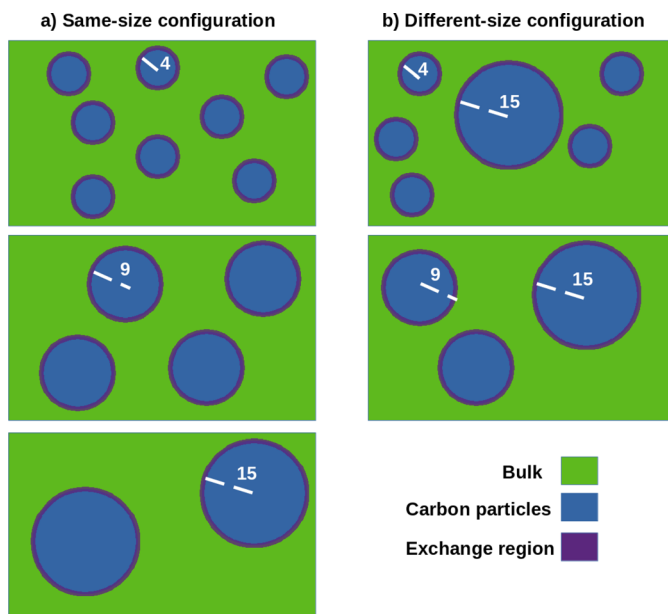 a) Same-size configuration
4
9
15
b) Different-size configuration
4
15
9
15
Bulk
Carbon particles
Exchange region